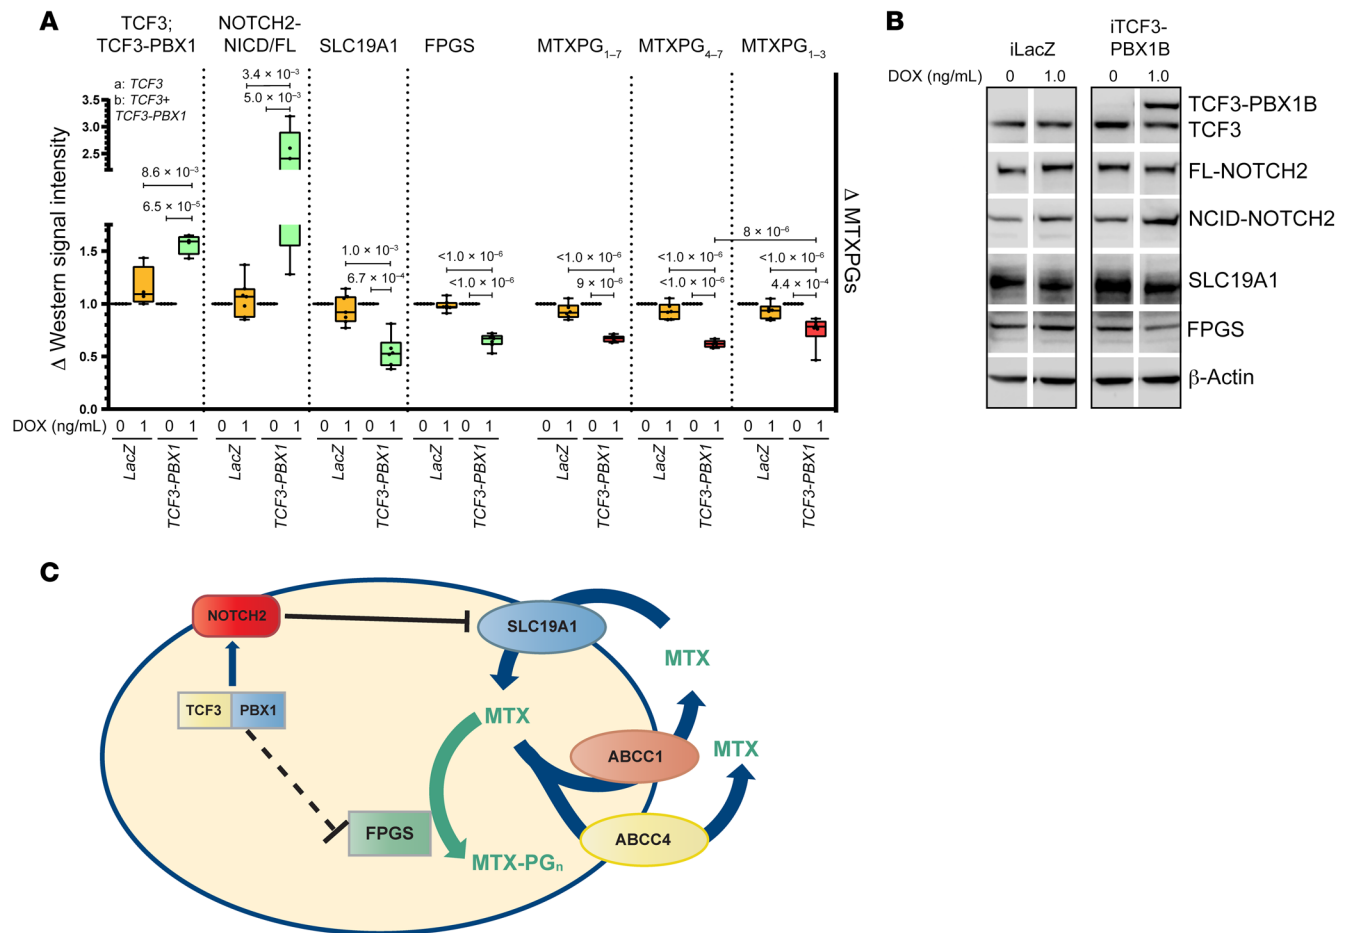 A
TCF3;
TCF3-PBX1
NOTCH2-
NICD/FL
SLC19A1
FPGS
MTXPG1–7
MTXPG4–7
MTXPG1–3
a: TCF3
b: TCF3+
TCF3-PBX1
3.4 × 10⁻³
5.0 × 10⁻³
8.6 × 10⁻³
6.5 × 10⁻⁵
1.0 × 10⁻³
6.7 × 10⁻⁴
<1.0 × 10⁻⁶
<1.0 × 10⁻⁶
<1.0 × 10⁻⁶
9 × 10⁻⁶
<1.0 × 10⁻⁶
<1.0 × 10⁻⁶
8 × 10⁻⁶
<1.0 × 10⁻⁶
4.4 × 10⁻⁴
3.5
3.0
2.5
1.5
1.0
0.5
0.0
Δ Western signal intensity
Δ MTXPGs
DOX (ng/mL) 0 1 0 1 0 1 0 1 0 1 0 1 0 1 0 1 0 1 0 1 0 1 0 1 0 1 0 1
LacZ TCF3-PBX1 LacZ TCF3-PBX1 LacZ TCF3-PBX1 LacZ TCF3-PBX1 LacZ TCF3-PBX1 LacZ TCF3-PBX1 LacZ TCF3-PBX1
B
iLacZ
iTCF3-
PBX1B
DOX (ng/mL) 0 1.0 0 1.0
TCF3-PBX1B
TCF3
FL-NOTCH2
NCID-NOTCH2
SLC19A1
FPGS
β-Actin
C
NOTCH2
SLC19A1
MTX
TCF3 PBX1
MTX
ABCC1
MTX
FPGS
ABCC4
MTX-PGn